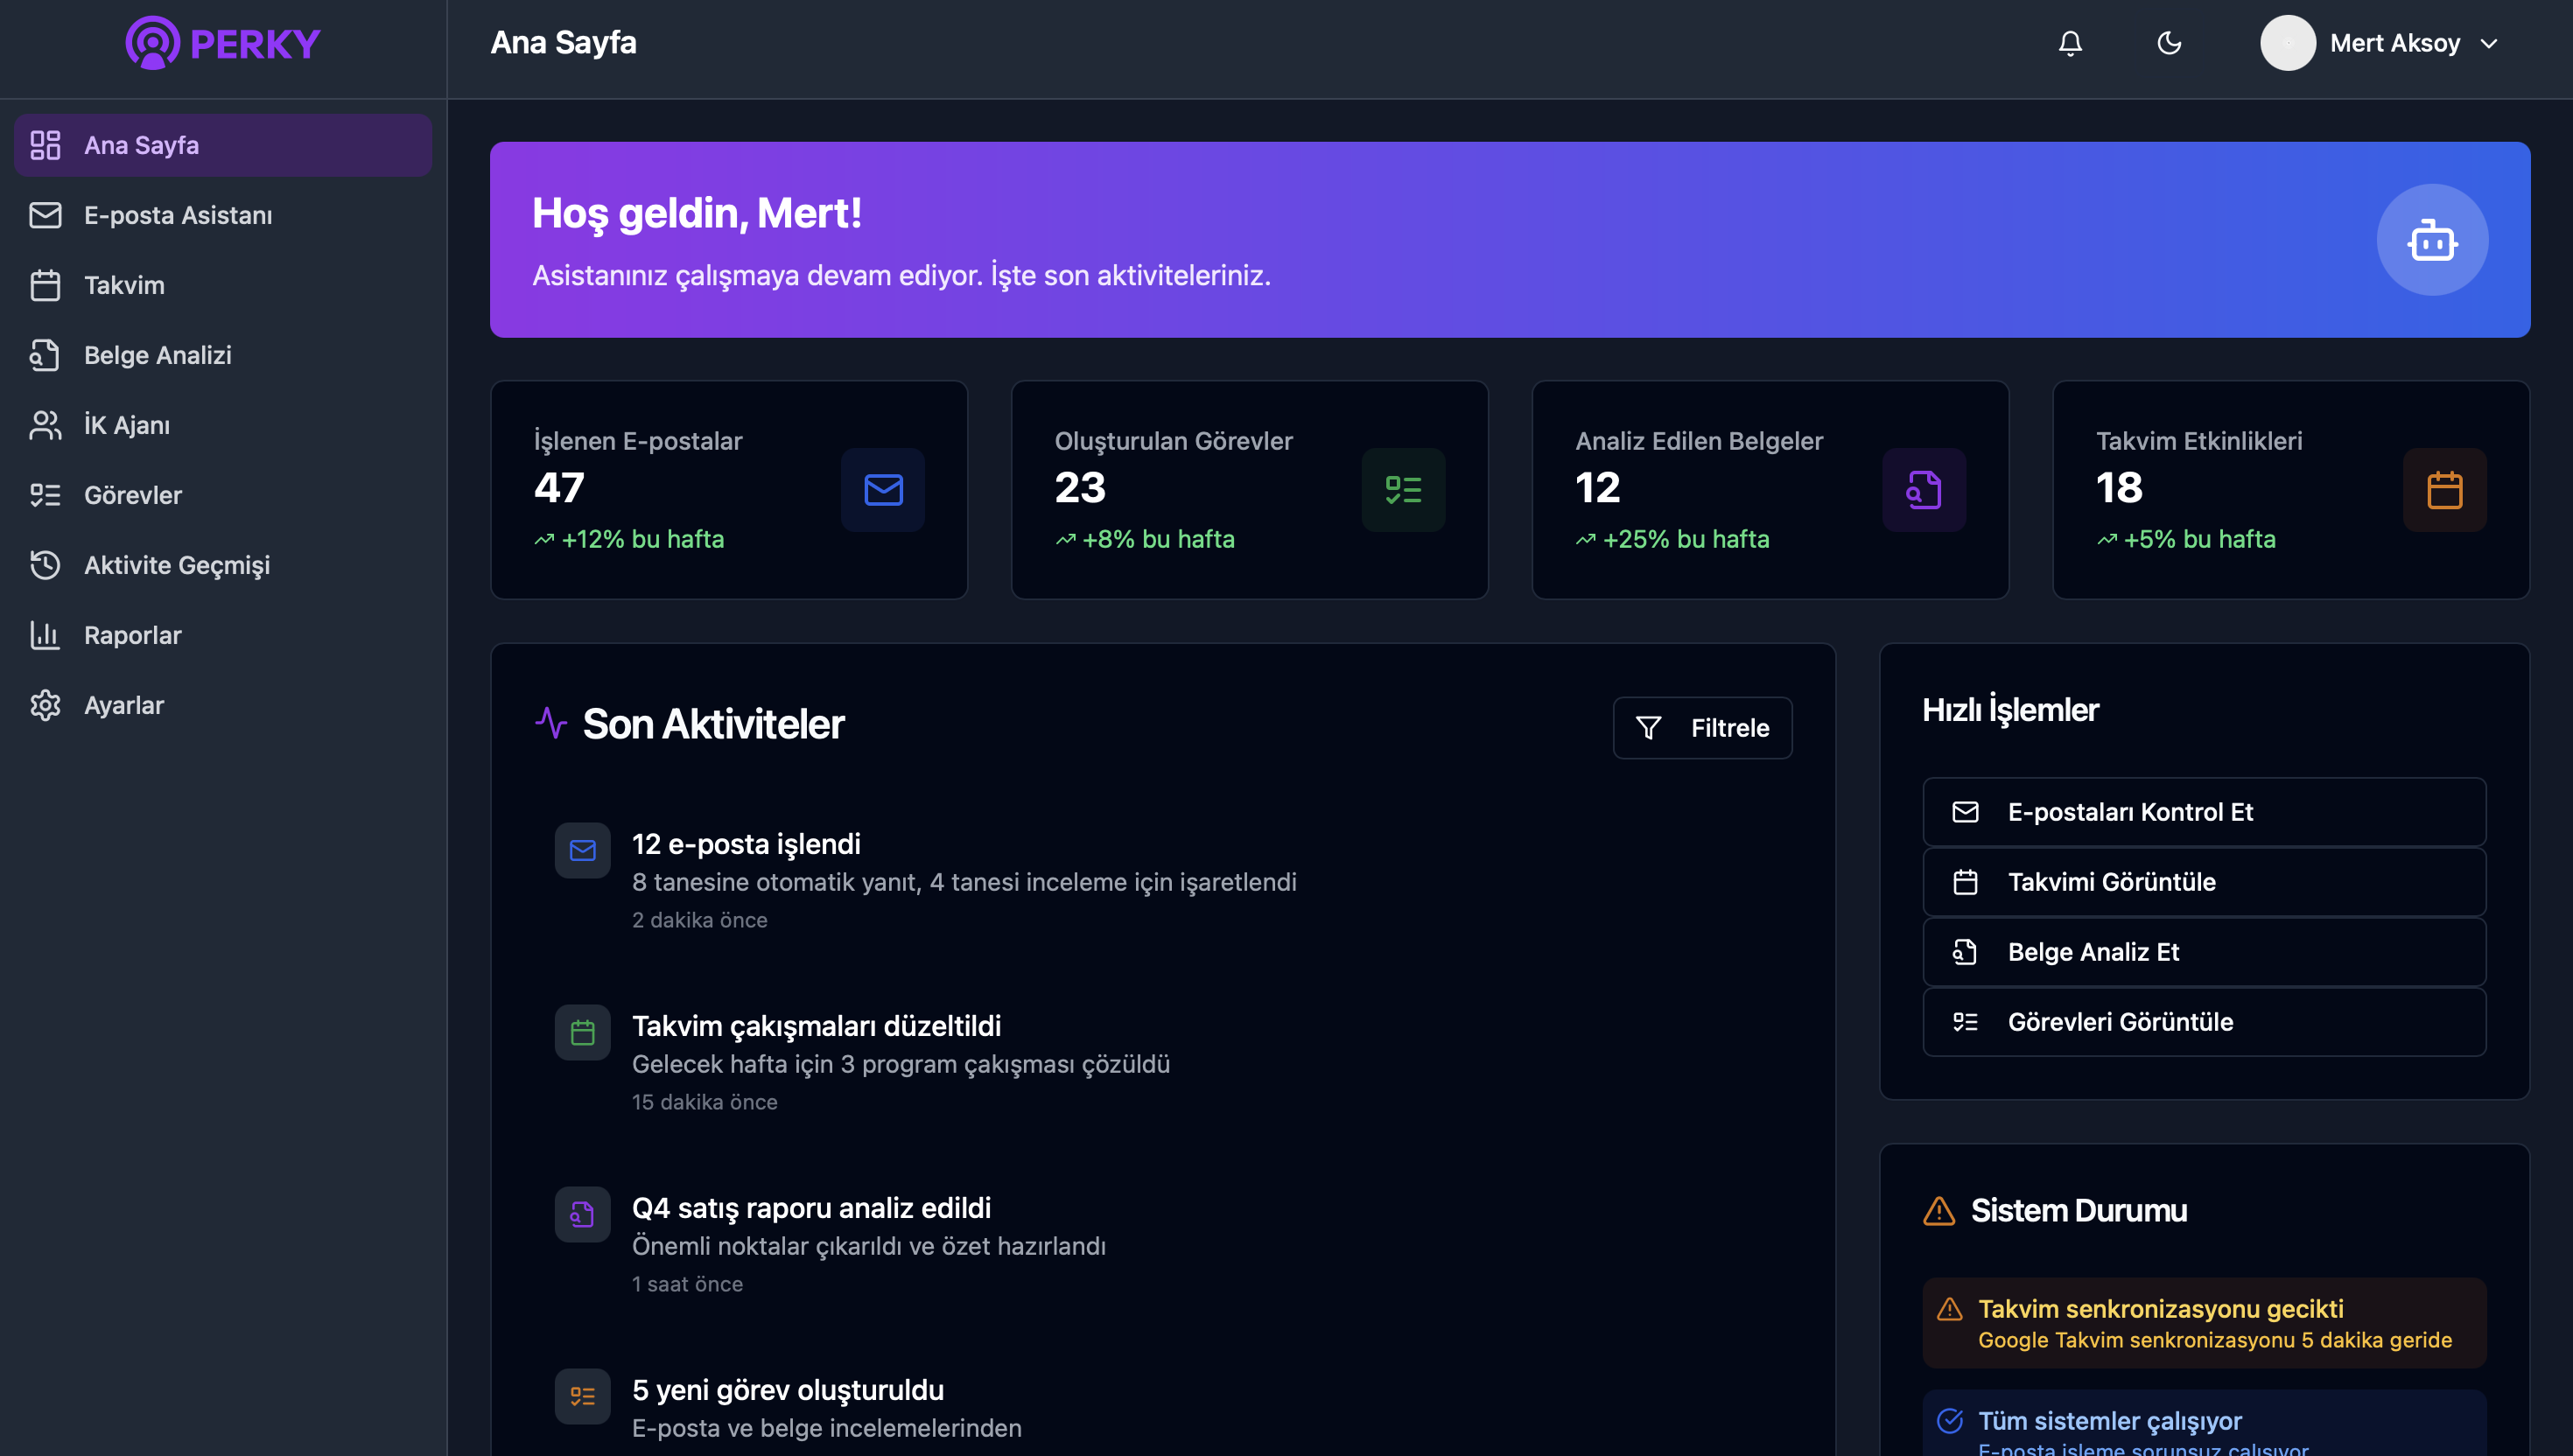 PERKY
Ana Sayfa
Mert Aksoy
Ana Sayfa
E-posta Asistanı
Takvim
Belge Analizi
İK Ajanı
Görevler
Aktivite Geçmişi
Raporlar
Ayarlar
Hoş geldin, Mert!
Asistanınız çalışmaya devam ediyor. İşte son aktiviteleriniz.
İşlenen E-postalar
47
+12% bu hafta
Oluşturulan Görevler
23
+8% bu hafta
Analiz Edilen Belgeler
12
+25% bu hafta
Takvim Etkinlikleri
18
+5% bu hafta
Son Aktiviteler
Filtrele
12 e-posta işlendi
8 tanesine otomatik yanıt, 4 tanesi inceleme için işaretlendi
2 dakika önce
Takvim çakışmaları düzeltildi
Gelecek hafta için 3 program çakışması çözüldü
15 dakika önce
Q4 satış raporu analiz edildi
Önemli noktalar çıkarıldı ve özet hazırlandı
1 saat önce
5 yeni görev oluşturuldu
E-posta ve belge incelemelerinden
Hızlı İşlemler
E-postaları Kontrol Et
Takvimi Görüntüle
Belge Analiz Et
Görevleri Görüntüle
Sistem Durumu
Takvim senkronizasyonu gecikti
Google Takvim senkronizasyonu 5 dakika geride
Tüm sistemler çalışıyor
E-posta işleme sorunsuz çalışıyor